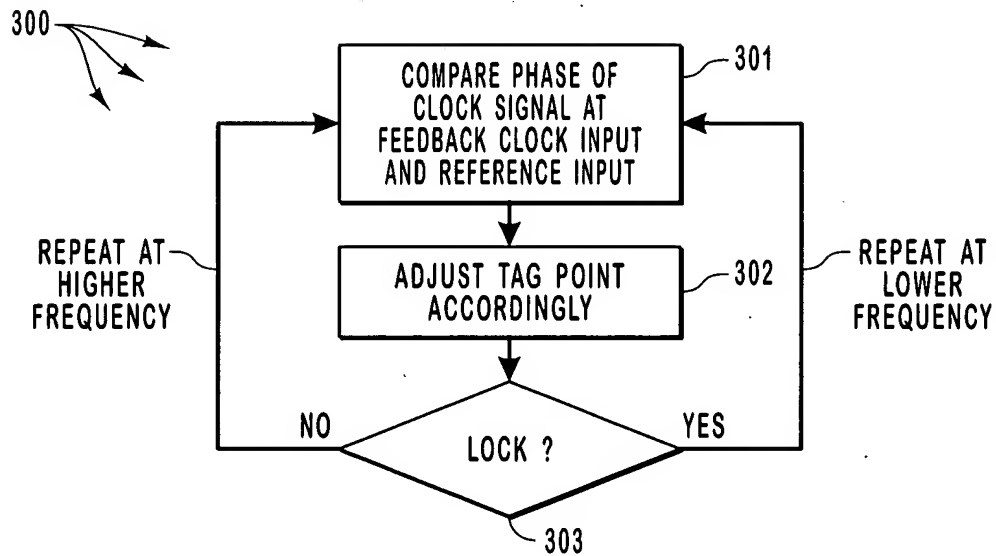 300
COMPARE PHASE OF
CLOCK SIGNAL AT
FEEDBACK CLOCK INPUT
AND REFERENCE INPUT
301
REPEAT AT
HIGHER
FREQUENCY
ADJUST TAG POINT
ACCORDINGLY
302
REPEAT AT
LOWER
FREQUENCY
NO
LOCK ?
YES
303